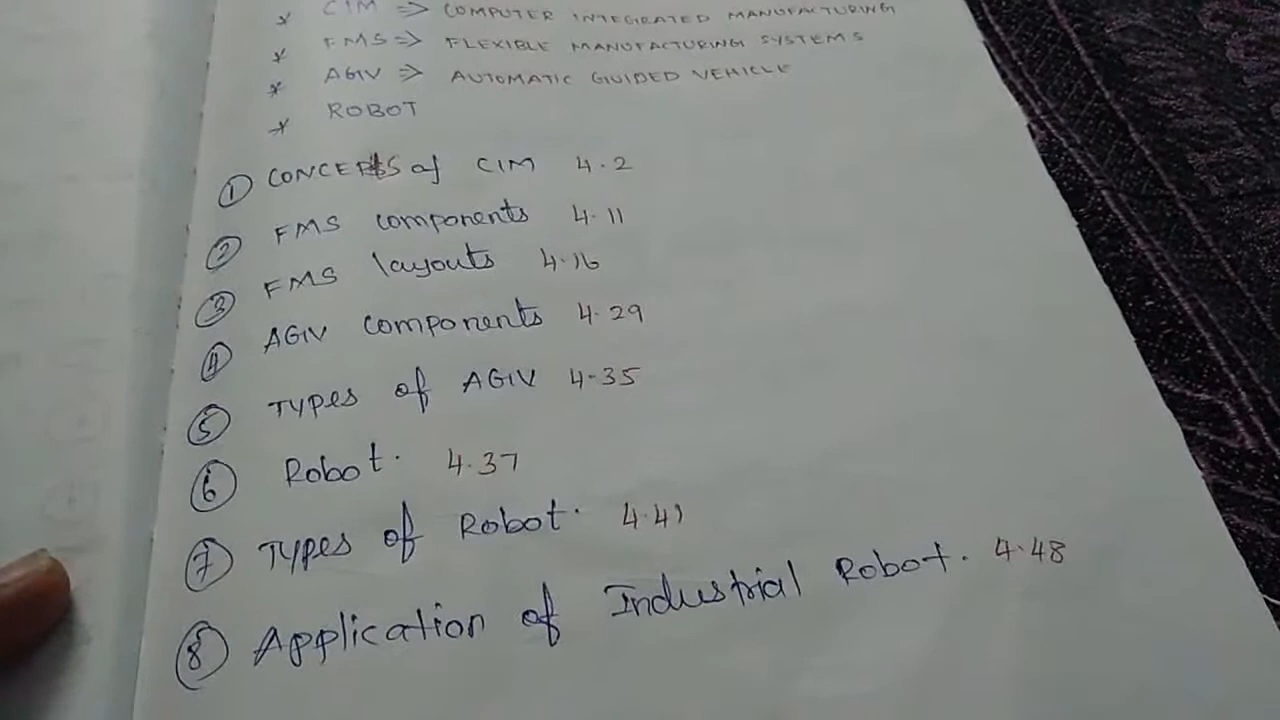 * CIM => COMPUTER INTEGRATED MANUFACTURING
* FMS => FLEXIBLE MANUFACTURING SYSTEMS
* AGV => AUTOMATIC GUIDED VEHICLE
* ROBOT
① CONCEPTS of CIM 4.2
② FMS components 4.11
③ FMS layouts 4.16
④ AGV components 4.29
⑤ Types of AGV 4-35
⑥ Robot. 4.37
⑦ Types of Robot. 4.41
⑧ Application of Industrial Robot. 4.48